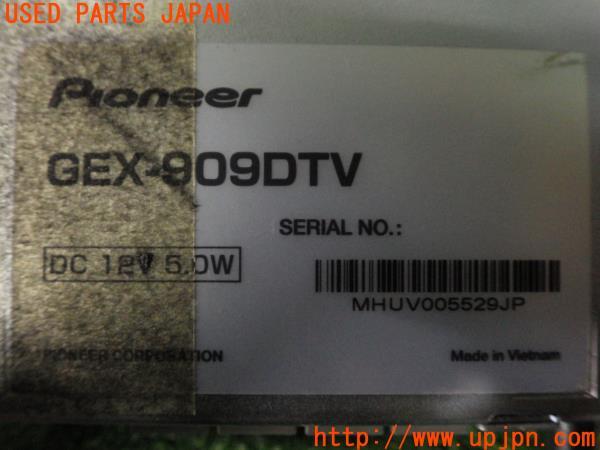 USED PARTS JAPAN
Pioneer
GEX-909DTV
SERIAL NO.:
DC 12V 5.0W
MHUV005529JP
PIONEER CORPORATION
Made in Vietnam
http://www.upjpn.com/